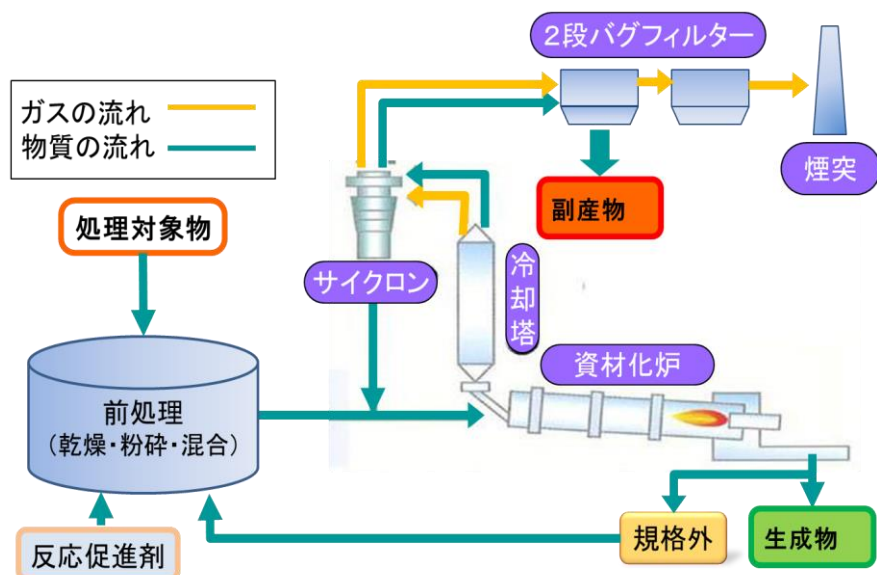 2段バグフィルター
ガスの流れ
物質の流れ
煙突
処理対象物
副産物
サイクロン
冷却塔
資材化炉
前処理
（乾燥・粉砕・混合）
反応促進剤
規格外
生成物